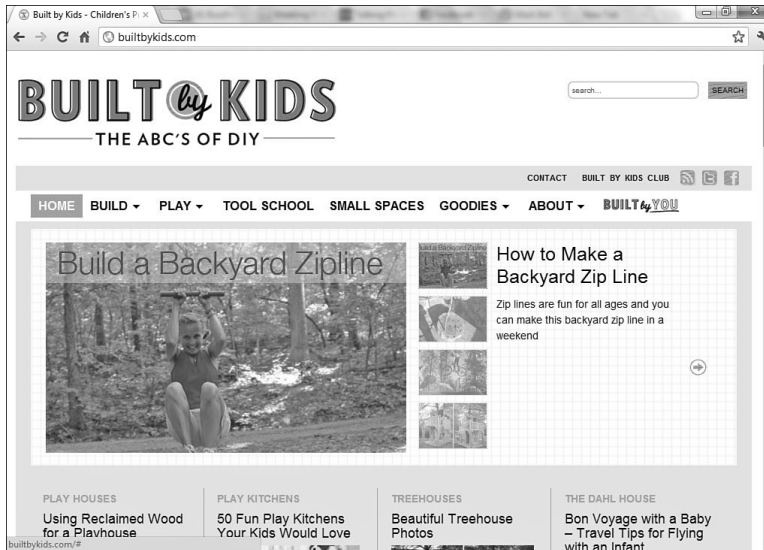 Built by Kids - Children's P
builtbykids.com
BUILT by KIDS
THE ABC'S OF DIY
search...
SEARCH
CONTACT BUILT BY KIDS CLUB
HOME BUILD PLAY TOOL SCHOOL SMALL SPACES GOODIES ABOUT BUILT by YOU
Build a Backyard Zipline
How to Make a
Backyard Zip Line
Zip lines are fun for all ages and you
can make this backyard zip line in a
weekend
PLAY HOUSES
Using Reclaimed Wood
for a Playhouse
PLAY KITCHENS
50 Fun Play Kitchens
Your Kids Would Love
TREEHOUSES
Beautiful Treehouse
Photos
THE DAHL HOUSE
Bon Voyage with a Baby
– Travel Tips for Flying
with an Infant
builtbykids.com/#